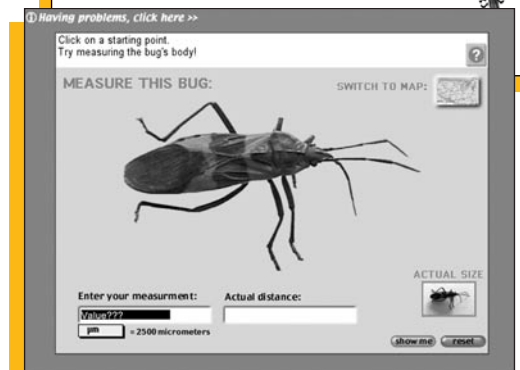 ⓘ Having problems, click here >>
Click on a starting point.
Try measuring the bug's body!
?
MEASURE THIS BUG:
SWITCH TO MAP:
ACTUAL SIZE
Enter your measurment:
Actual distance:
Value???
µm
= 2500 micrometers
show me
reset